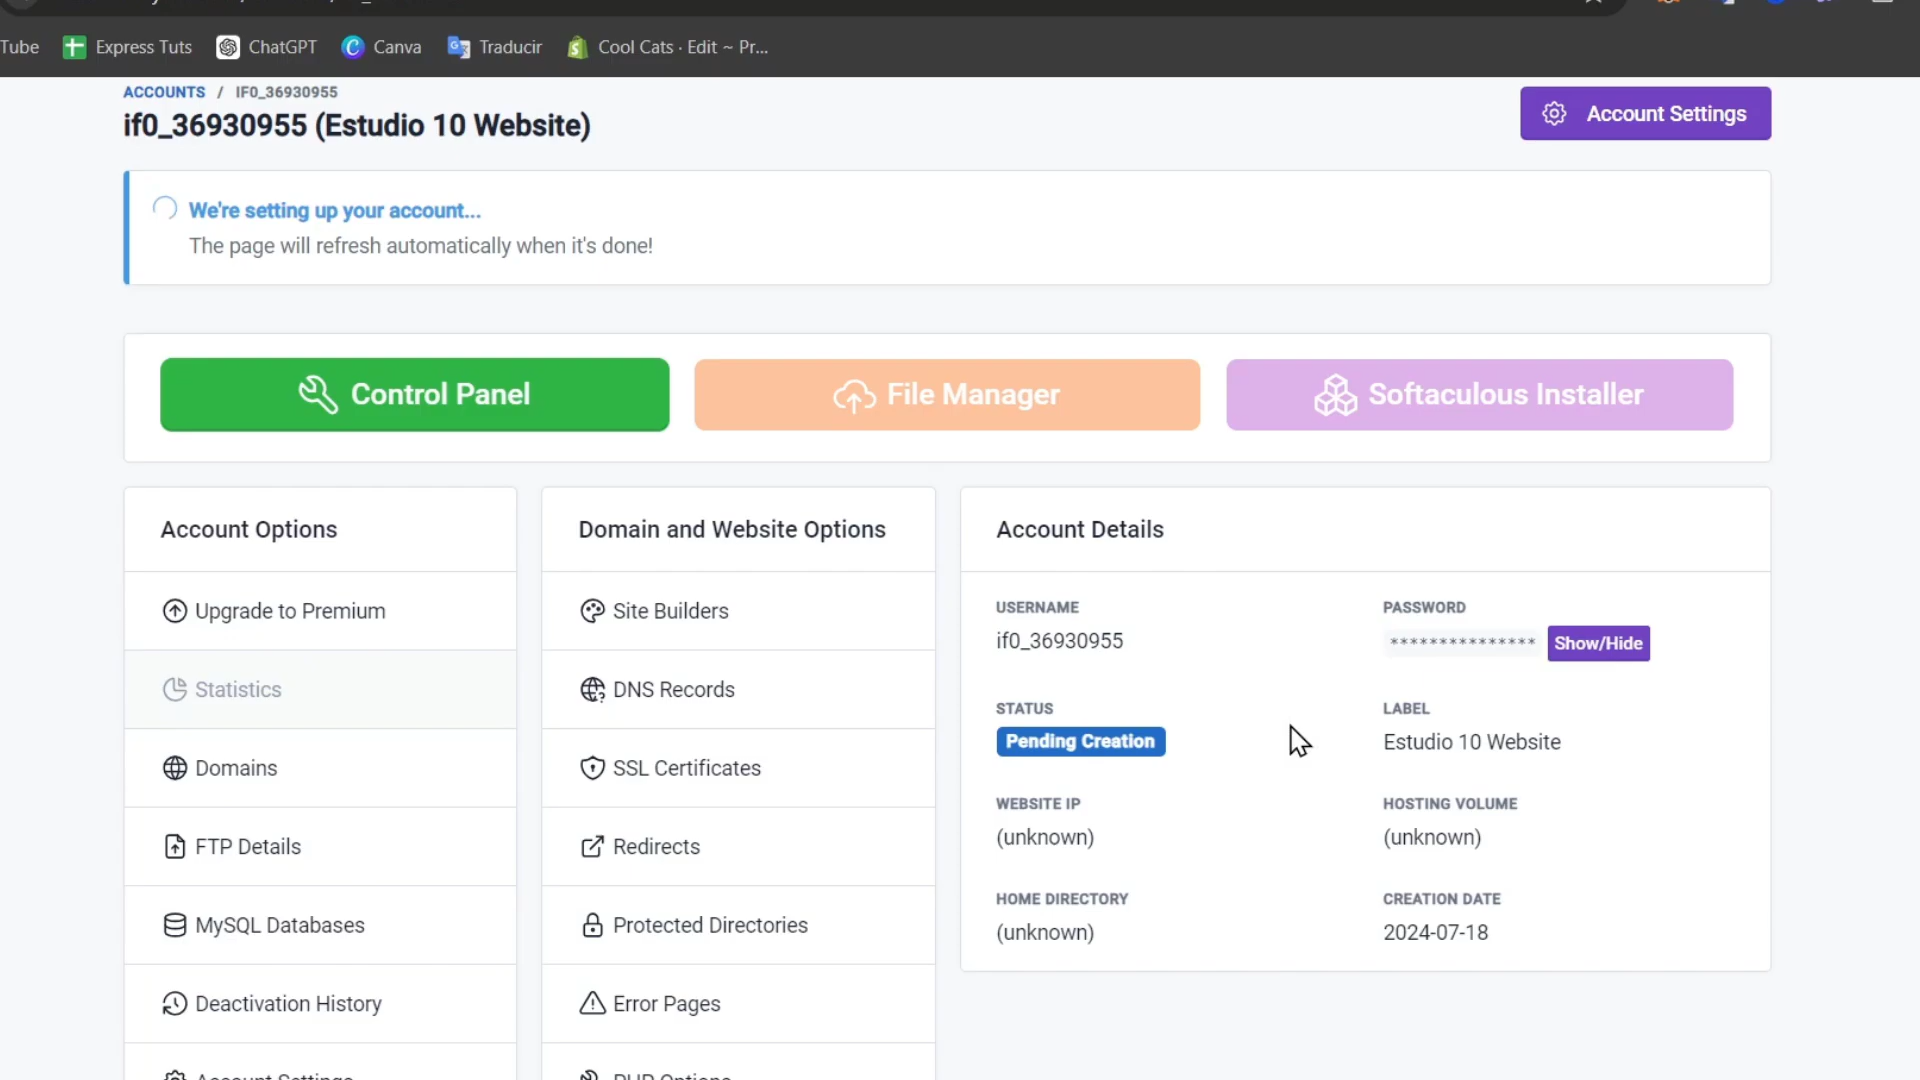 Tube
Express Tuts
ChatGPT
Canva
Traducir
Cool Cats · Edit ~ Pr...
ACCOUNTS / IF0_36930955
if0_36930955 (Estudio 10 Website)
Account Settings
We're setting up your account...
The page will refresh automatically when it's done!
Control Panel
File Manager
Softaculous Installer
Account Options
Upgrade to Premium
Statistics
Domains
FTP Details
MySQL Databases
Deactivation History
Account Settings
Domain and Website Options
Site Builders
DNS Records
SSL Certificates
Redirects
Protected Directories
Error Pages
PHP Options
Account Details
USERNAME
if0_36930955
PASSWORD
*************** Show/Hide
STATUS
Pending Creation
LABEL
Estudio 10 Website
WEBSITE IP
(unknown)
HOSTING VOLUME
(unknown)
HOME DIRECTORY
(unknown)
CREATION DATE
2024-07-18